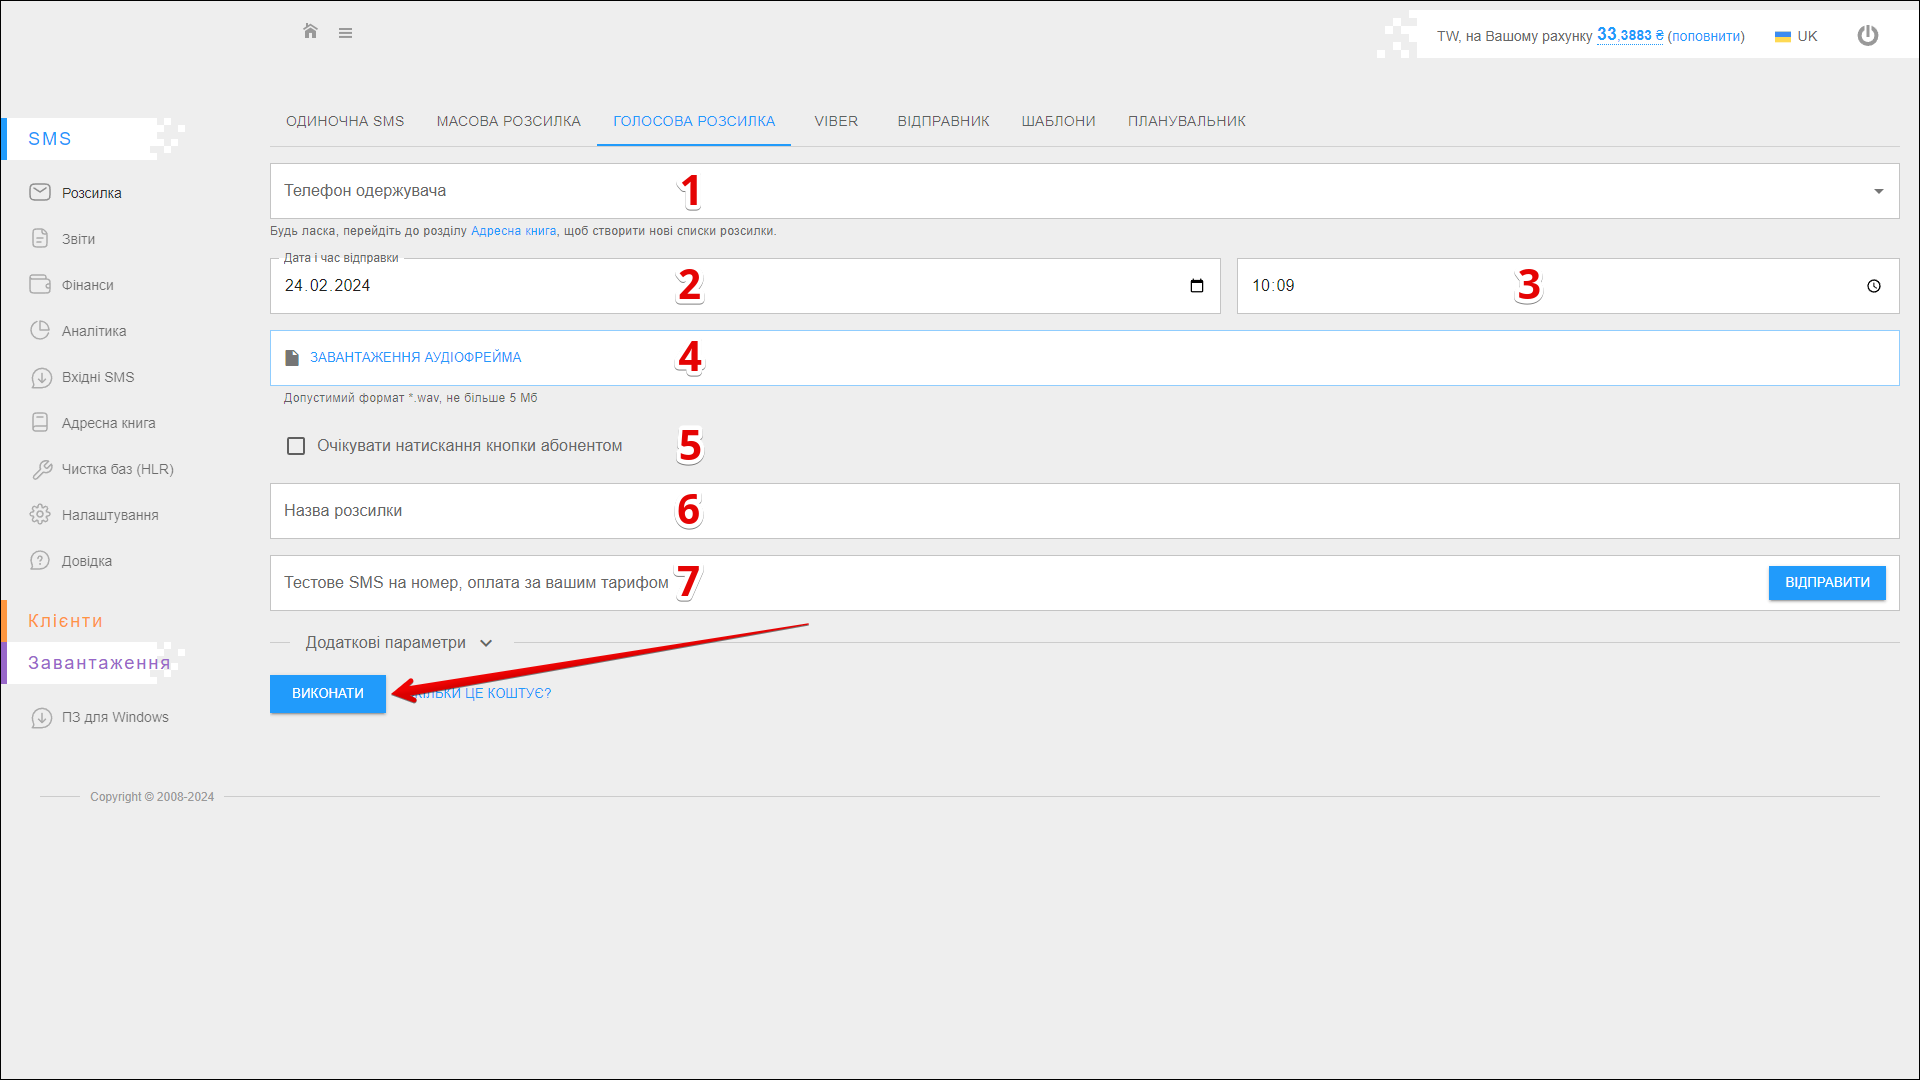 TW, на Вашому рахунку 33,3883 ₴ (поповнити) UK
SMS
Розсилка
Звіти
Фінанси
Аналітика
Вхідні SMS
Адресна книга
Чистка баз (HLR)
Налаштування
Довідка
Клієнти
Завантаження
ПЗ для Windows
ОДИНОЧНА SMS МАСОВА РОЗСИЛКА ГОЛОСОВА РОЗСИЛКА VIBER ВІДПРАВНИК ШАБЛОНИ ПЛАНУВАЛЬНИК
Телефон одержувача 1
Будь ласка, перейдіть до розділу Адресна книга, щоб створити нові списки розсилки.
Дата і час відправки
24.02.2024 2 10:09 3
ЗАВАНТАЖЕННЯ АУДІОФРЕЙМА 4
Допустимий формат *.wav, не більше 5 Мб
Очікувати натискання кнопки абонентом 5
Назва розсилки 6
Тестове SMS на номер, оплата за вашим тарифом 7 ВІДПРАВИТИ
Додаткові параметри
ВИКОНАТИ ЦЕ КОШТУЄ?
Copyright © 2008-2024